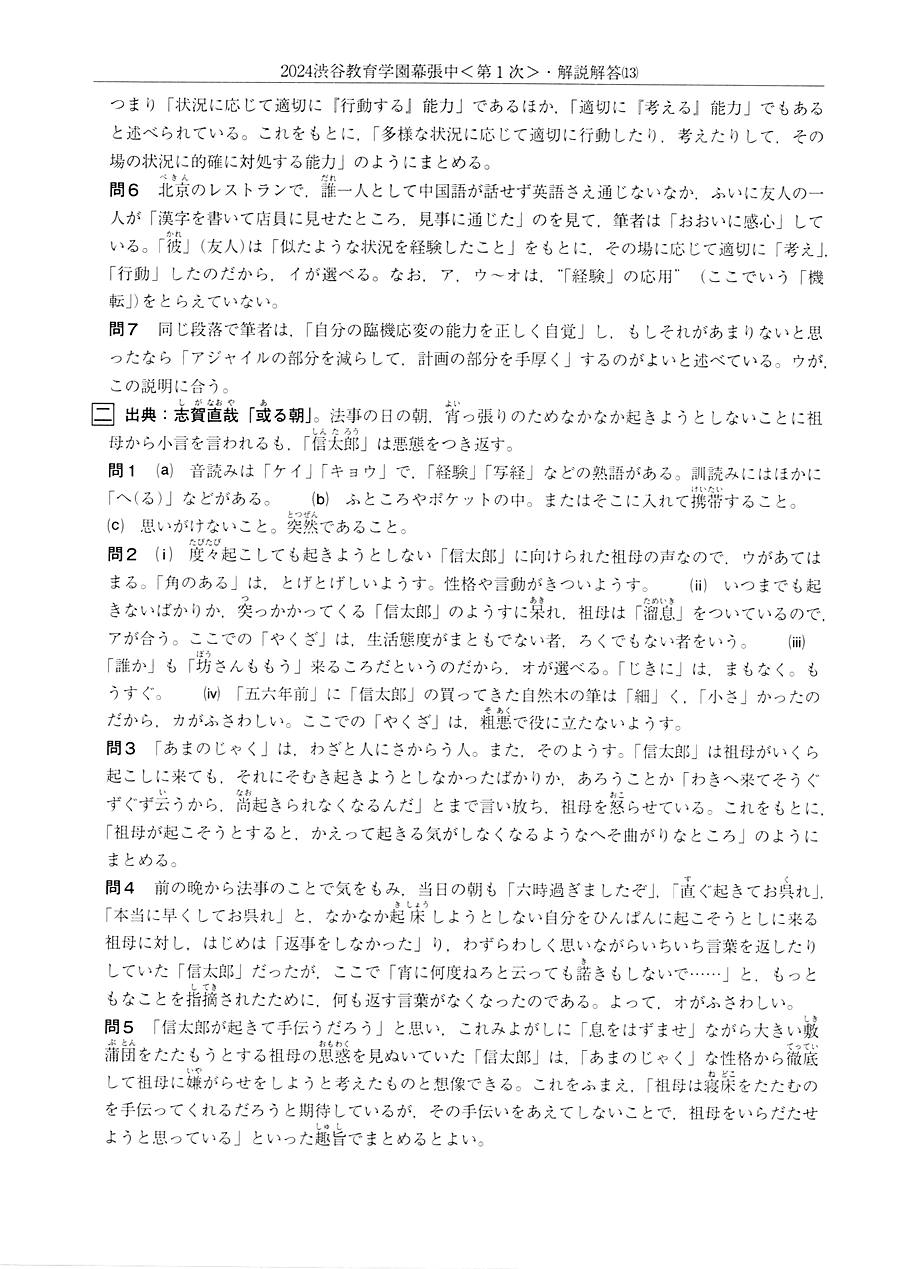 2024渋谷教育学園幕張中＜第１次＞・解説解答⒀
つまり「状況に応じて適切に『行動する』能力」であるほか，「適切に『考える』能力」でもある
と述べられている。これをもとに，「多様な状況に応じて適切に行動したり，考えたりして，その
場の状況に的確に対処する能力」のようにまとめる。
問６　北京のレストランで，誰一人として中国語が話せず英語さえ通じないなか，ふいに友人の一
人が「漢字を書いて店員に見せたところ，見事に通じた」のを見て，筆者は「おおいに感心」して
いる。「彼」（友人）は「似たような状況を経験したこと」をもとに，その場に応じて適切に「考え」，
「行動」したのだから，イが選べる。なお，ア，ウ～オは，“「経験」の応用”（ここでいう「機
転」）をとらえていない。
問７　同じ段落で筆者は，「自分の臨機応変の能力を正しく自覚」し，もしそれがあまりないと思
ったなら「アジャイルの部分を減らして，計画の部分を手厚く」するのがよいと述べている。ウが，
この説明に合う。
二　出典：志賀直哉「或る朝」。法事の日の朝，宵っ張りのためなかなか起きようとしないことに祖
母から小言を言われるも，「信太郎」は悪態をつき返す。
問１　(a)　音読みは「ケイ」「キョウ」で，「経験」「写経」などの熟語がある。訓読みにはほかに
「へ(る)」などがある。　(b)　ふところやポケットの中。またはそこに入れて携帯すること。
(c)　思いがけないこと。突然であること。
問２　(ⅰ)　度々起こしても起きようとしない「信太郎」に向けられた祖母の声なので，ウがあては
まる。「角のある」は，とげとげしいようす。性格や言動がきついようす。　(ⅱ)　いつまでも起
きないばかりか，突っかかってくる「信太郎」のようすに呆れ，祖母は「溜息」をついているので，
アが合う。ここでの「やくざ」は，生活態度がまともでない者，ろくでもない者をいう。　(ⅲ)
「誰か」も「坊さんももう」来るころだというのだから，オが選べる。「じきに」は，まもなく。も
うすぐ。　(ⅳ)　「五六年前」に「信太郎」の買ってきた自然木の筆は「細」く，「小さ」かったの
だから，カがふさわしい。ここでの「やくざ」は，粗悪で役に立たないようす。
問３　「あまのじゃく」は，わざと人にさからう人。また，そのようす。「信太郎」は祖母がいくら
起こしに来ても，それにそむき起きようとしなかったばかりか，あろうことか「わきへ来てそうぐ
ずぐず云うから，尚起きられなくなるんだ」とまで言い放ち，祖母を怒らせている。これをもとに，
「祖母が起こそうとすると，かえって起きる気がしなくなるようなへそ曲がりなところ」のように
まとめる。
問４　前の晩から法事のことで気をもみ，当日の朝も「六時過ぎましたぞ」，「直ぐ起きてお呉れ」，
「本当に早くしてお呉れ」と，なかなか起床しようとしない自分をひんぱんに起こそうとしに来る
祖母に対し，はじめは「返事をしなかった」り，わずらわしく思いながらいちいち言葉を返したり
していた「信太郎」だったが，ここで「宵に何度ねろと云っても諾きもしないで……」と，もっと
もなことを指摘されたために，何も返す言葉がなくなったのである。よって，オがふさわしい。
問５　「信太郎が起きて手伝うだろう」と思い，これみよがしに「息をはずませ」ながら大きい敷
蒲団をたたもうとする祖母の思惑を見ぬいていた「信太郎」は，「あまのじゃく」な性格から徹底
して祖母に嫌がらせをしようと考えたものと想像できる。これをふまえ，「祖母は寝床をたたむの
を手伝ってくれるだろうと期待しているが，その手伝いをあえてしないことで，祖母をいらだたせ
ようと思っている」といった趣旨でまとめるとよい。